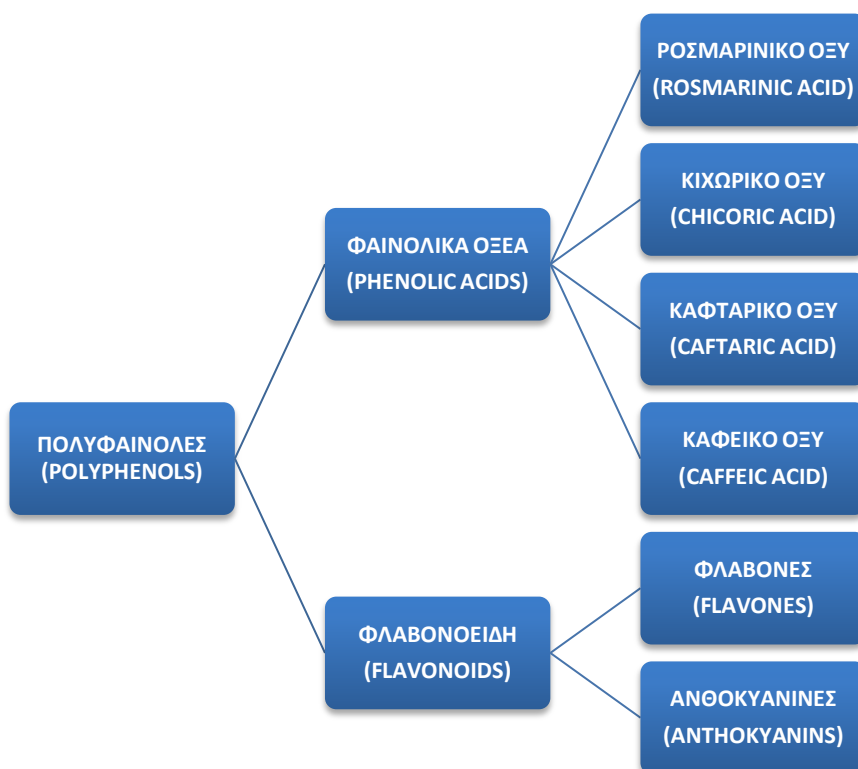 ΠΟΛΥΦΑΙΝΟΛΕΣ
(POLYPHENOLS)
ΦΑΙΝΟΛΙΚΑ ΟΞΕΑ
(PHENOLIC ACIDS)
ΡΟΣΜΑΡΙΝΙΚΟ ΟΞΥ
(ROSMARINIC ACID)
ΚΙΧΩΡΙΚΟ ΟΞΥ
(CHICORIC ACID)
ΚΑΦΤΑΡΙΚΟ ΟΞΥ
(CAFTARIC ACID)
ΚΑΦΕΙΚΟ ΟΞΥ
(CAFFEIC ACID)
ΦΛΑΒΟΝΟΕΙΔΗ
(FLAVONOIDS)
ΦΛΑΒΟΝΕΣ
(FLAVONES)
ΑΝΘΟΚΥΑΝΙΝΕΣ
(ANTHOKYANINS)